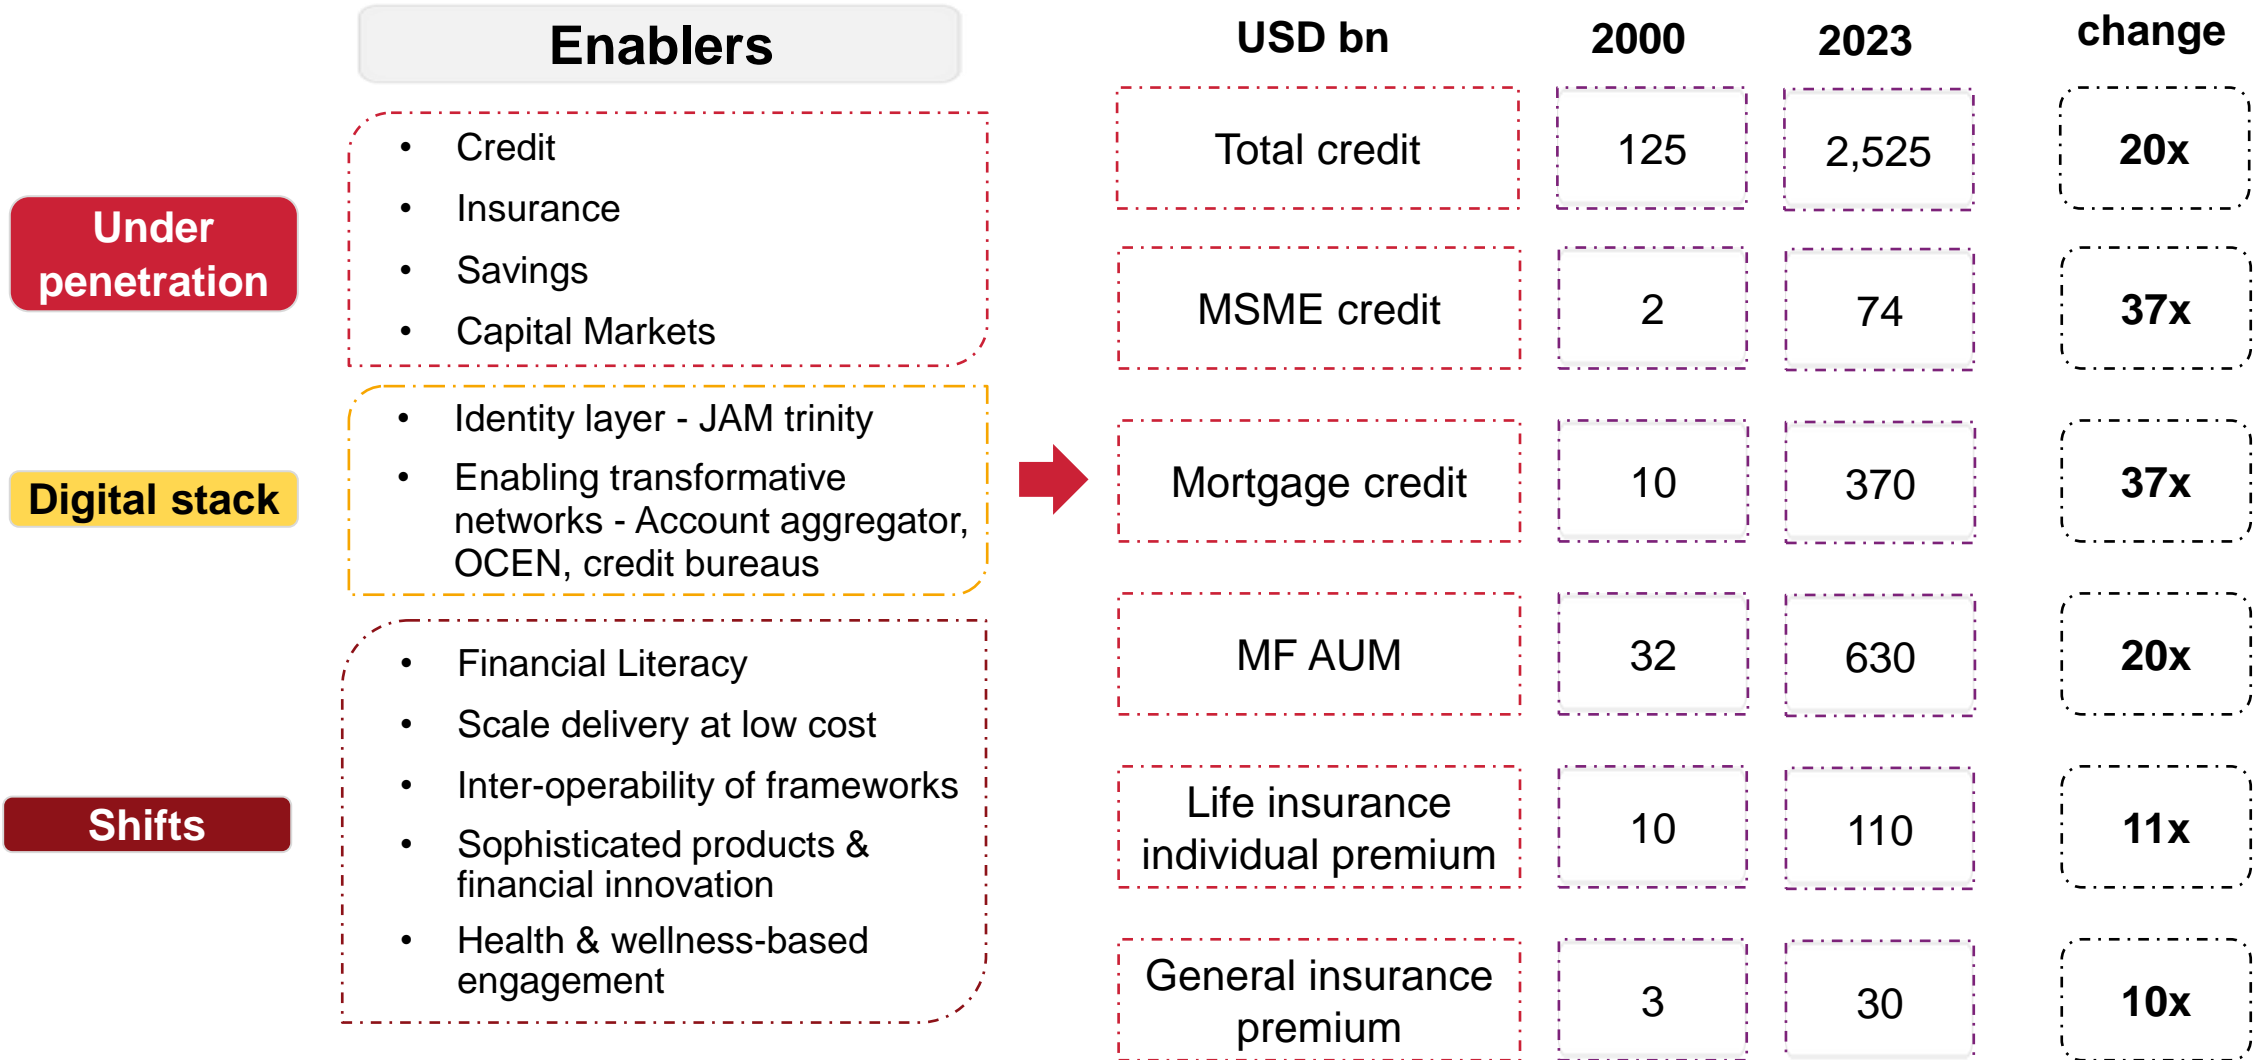 Enablers
Under
penetration
• Credit
• Insurance
• Savings
• Capital Markets
Digital stack
• Identity layer - JAM trinity
• Enabling transformative
networks - Account aggregator,
OCEN, credit bureaus
Shifts
• Financial Literacy
• Scale delivery at low cost
• Inter-operability of frameworks
• Sophisticated products &
financial innovation
• Health & wellness-based
engagement
USD bn 2000 2023 change
Total credit 125 2,525 20x
MSME credit 2 74 37x
Mortgage credit 10 370 37x
MF AUM 32 630 20x
Life insurance
individual premium 10 110 11x
General insurance
premium 3 30 10x